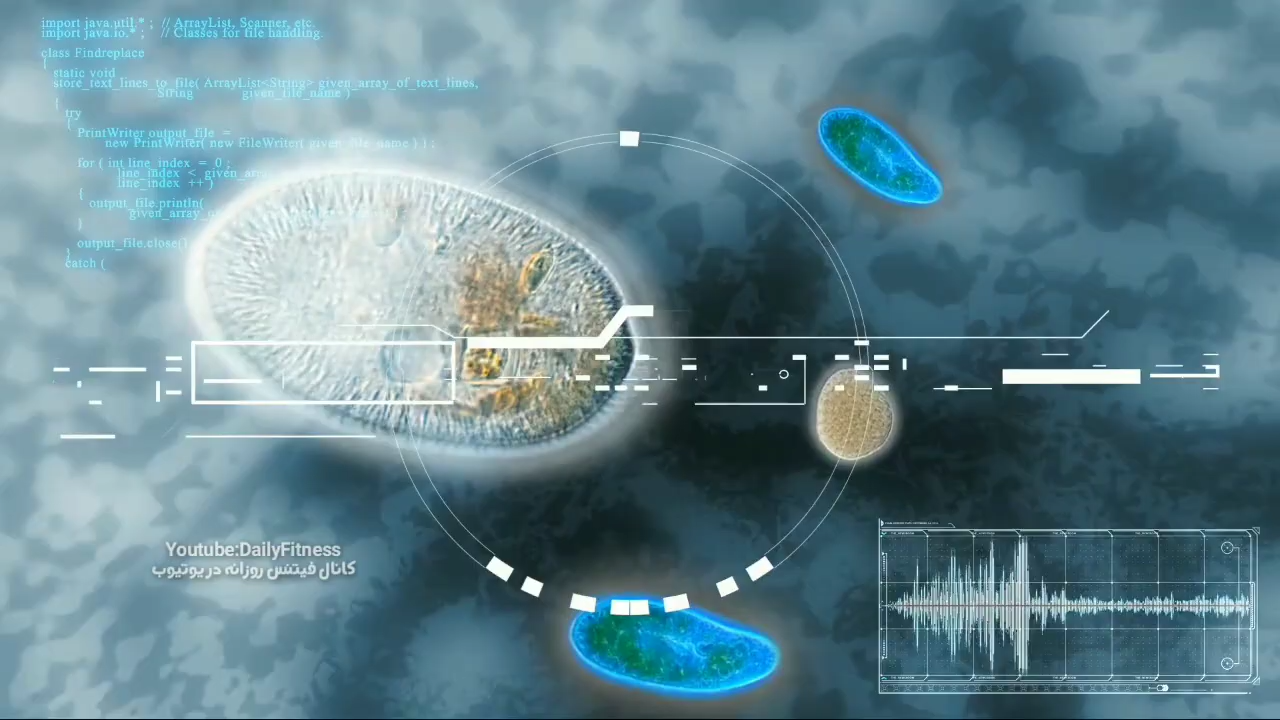 import java.util.* ;  // ArrayList, Scanner, etc.
import java.io.* ;  // Classes for file handling.
class Findreplace
{
static void
store_text_lines_to_file( ArrayList<String> given_array_of_text_lines,
String given_file_name )
{
try
{
PrintWriter output_file =
new PrintWriter( new FileWriter( given_file_name ) ) ;
for ( int line_index = 0 ;
line_index <
line_index ++ )
{
output_file.println(
}
output_file.close()
}
catch (
Youtube:DailyFitness
کانال فیتنس روزانه در یوتیوب